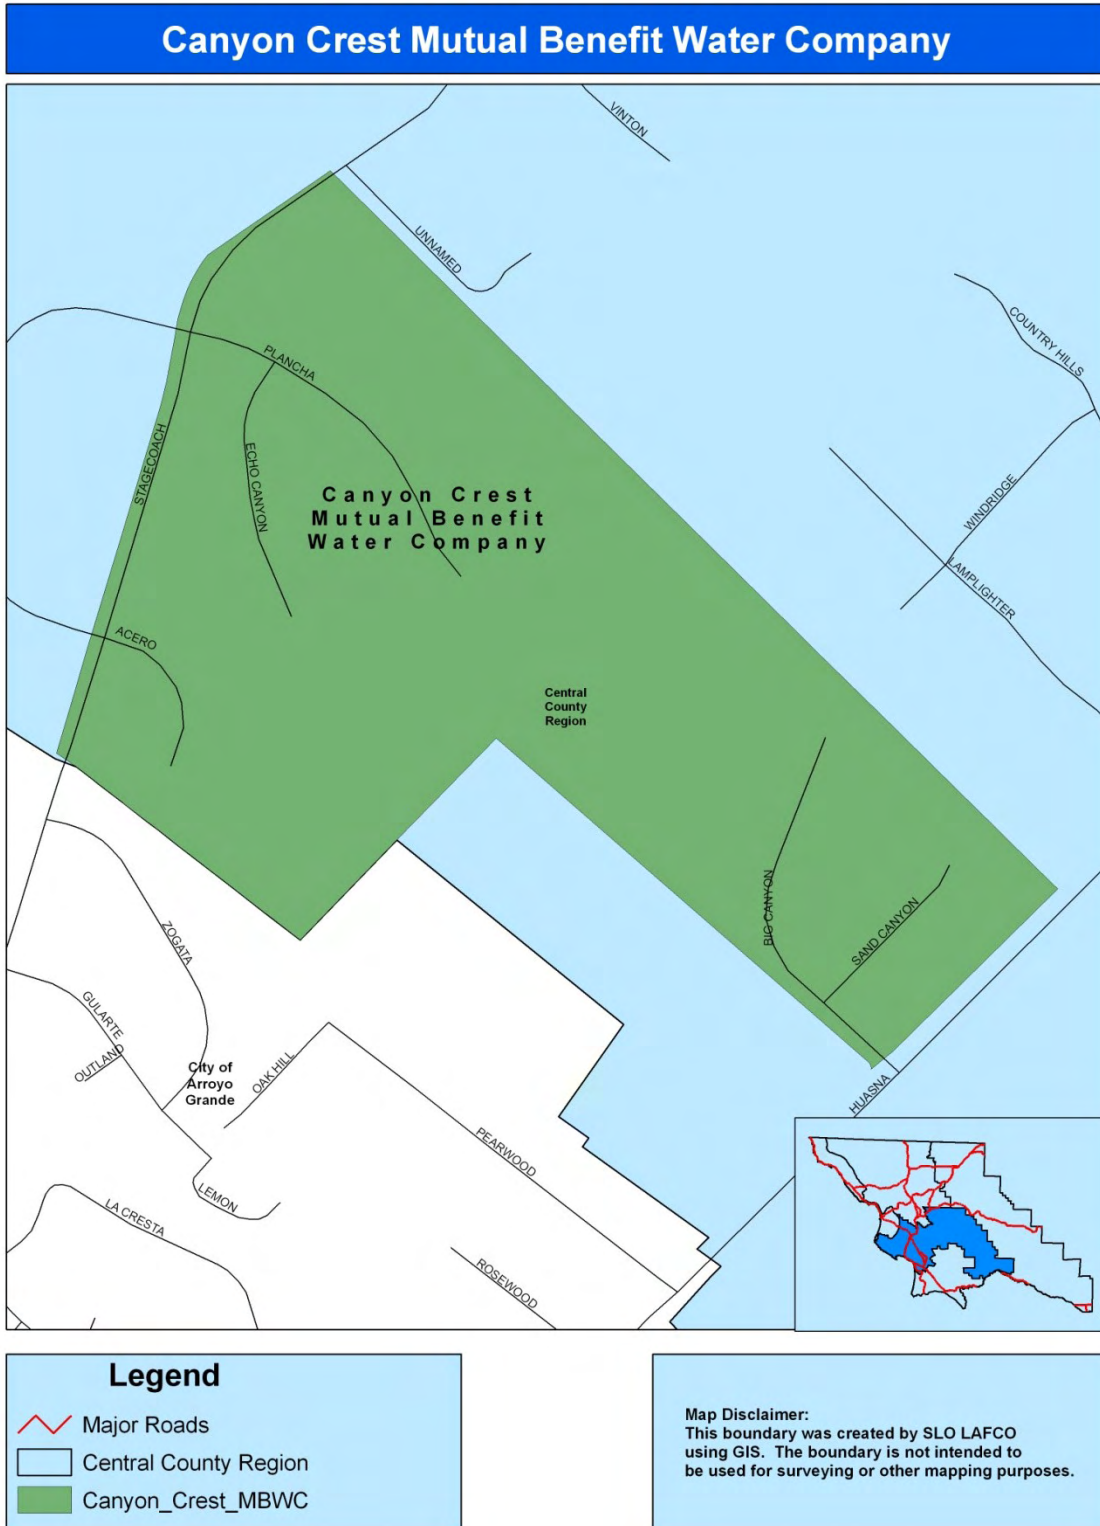 Canyon Crest Mutual Benefit Water Company
VINTON
UNNAMED
COUNTRY HILLS
PLANCHA
STAGECOACH
ECHO CANYON
Canyon Crest
Mutual Benefit
Water Company
WINDRIDGE
LAMPLIGHTER
ACERO
Central
County
Region
BIG CANYON
SAND CANYON
ZOGATA
GULARTE
OUTLAND
City of
Arroyo
Grande
OAK HILL
HUASNA
PEARWOOD
LEMON
LA CRESTA
ROSEWOOD
Legend
Major Roads
Central County Region
Canyon_Crest_MBWC
Map Disclaimer:
This boundary was created by SLO LAFCO
using GIS. The boundary is not intended to
be used for surveying or other mapping purposes.